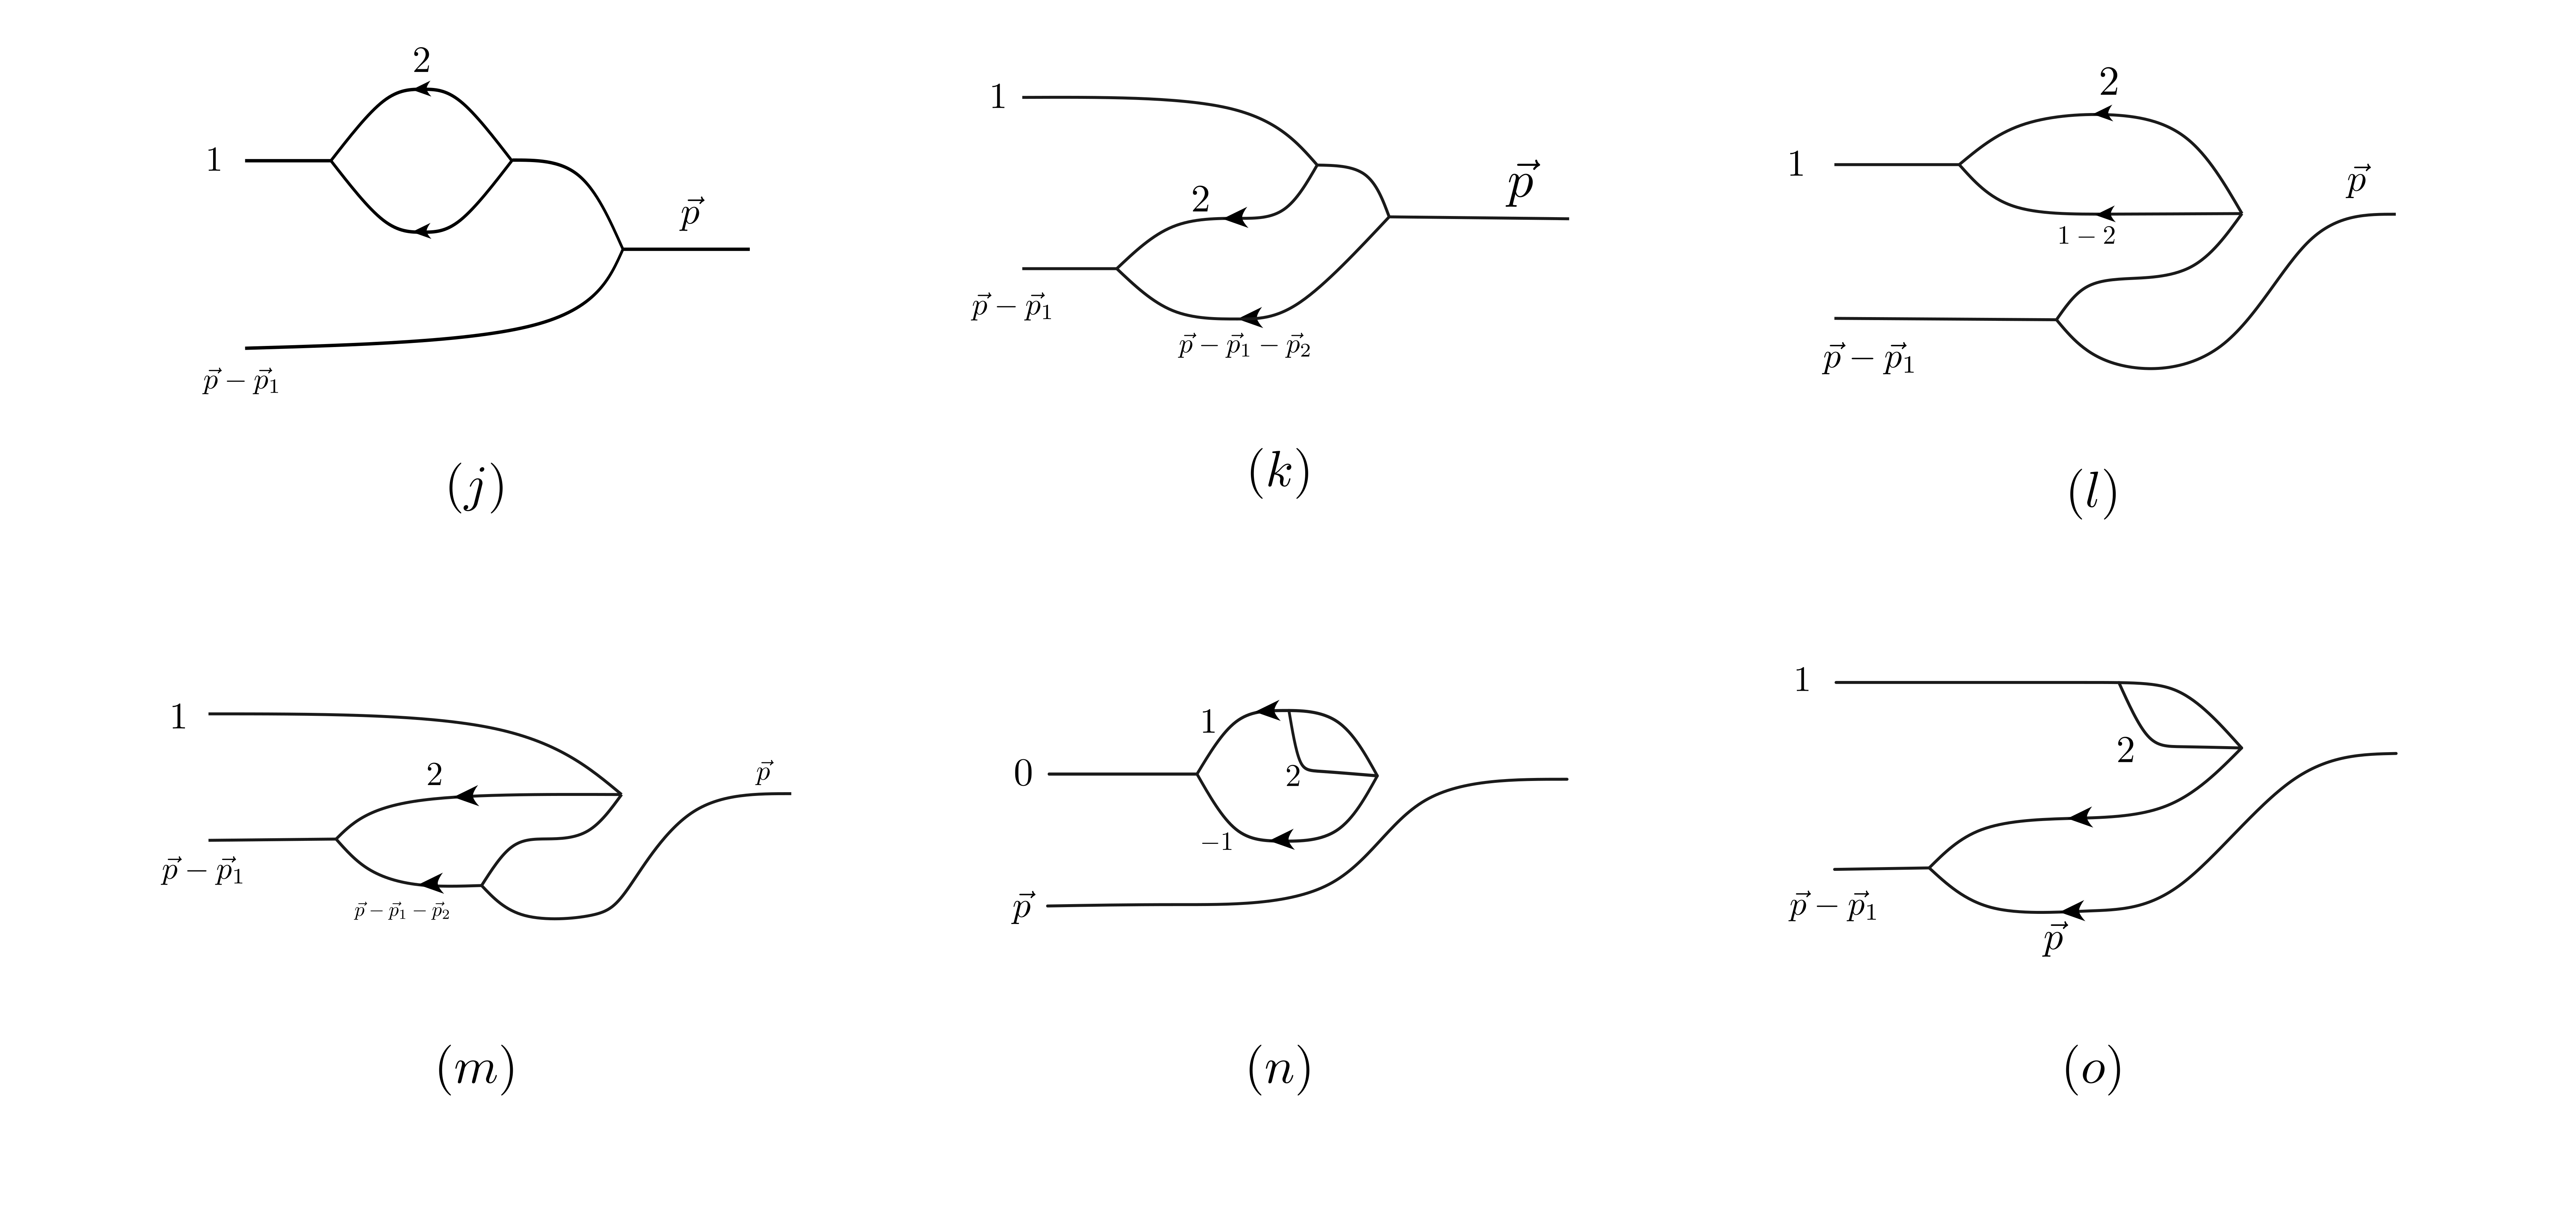 2
1
$\vec{p}$
$\vec{p} - \vec{p}_1$
(j)
1
2
$\vec{p}$
$\vec{p} - \vec{p}_1$
$\vec{p} - \vec{p}_1 - \vec{p}_2$
(k)
2
1
$\vec{p}$
1 − 2
$\vec{p} - \vec{p}_1$
(l)
1
2
$\vec{p}$
$\vec{p} - \vec{p}_1$
$\vec{p} - \vec{p}_1 - \vec{p}_2$
(m)
1
0
2
−1
$\vec{p}$
(n)
1
2
$\vec{p} - \vec{p}_1$
$\vec{p}$
(o)